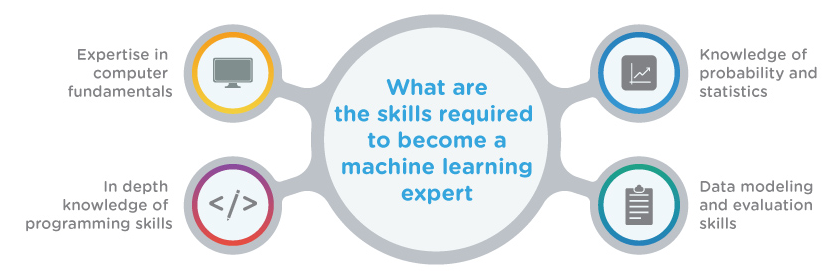 Expertise in
computer
fundamentals
What are
the skills required
to become a
machine learning
expert
Knowledge of
probability and
statistics
In depth
knowledge of
programming skills
</>
Data modeling
and evaluation
skills